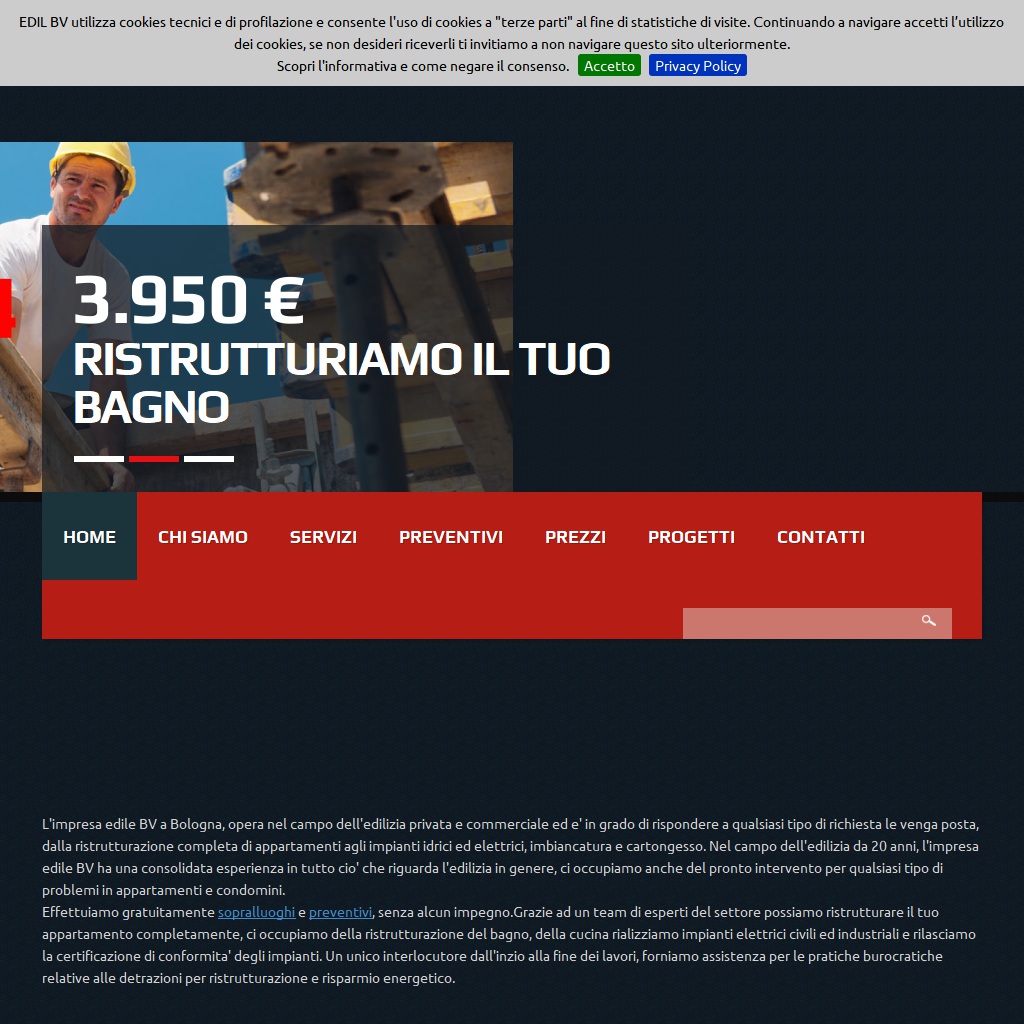 EDIL BV utilizza cookies tecnici e di profilazione e consente l'uso di cookies a "terze parti" al fine di statistiche di visite. Continuando a navigare accetti l’utilizzo
dei cookies, se non desideri riceverli ti invitiamo a non navigare questo sito ulteriormente.
Scopri l'informativa e come negare il consenso. Accetto Privacy Policy
3.950 €
RISTRUTTURIAMO IL TUO
BAGNO
HOME CHI SIAMO SERVIZI PREVENTIVI PREZZI PROGETTI CONTATTI
L'impresa edile BV a Bologna, opera nel campo dell'edilizia privata e commerciale ed e' in grado di rispondere a qualsiasi tipo di richiesta le venga posta,
dalla ristrutturazione completa di appartamenti agli impianti idrici ed elettrici, imbiancatura e cartongesso. Nel campo dell'edilizia da 20 anni, l'impresa
edile BV ha una consolidata esperienza in tutto cio' che riguarda l'edilizia in genere, ci occupiamo anche del pronto intervento per qualsiasi tipo di
problemi in appartamenti e condomini.
Effettuiamo gratuitamente sopralluoghi e preventivi, senza alcun impegno.Grazie ad un team di esperti del settore possiamo ristrutturare il tuo
appartamento completamente, ci occupiamo della ristrutturazione del bagno, della cucina rializziamo impianti elettrici civili ed industriali e rilasciamo
la certificazione di conformita' degli impianti. Un unico interlocutore dall'inzio alla fine dei lavori, forniamo assistenza per le pratiche burocratiche
relative alle detrazioni per ristrutturazione e risparmio energetico.